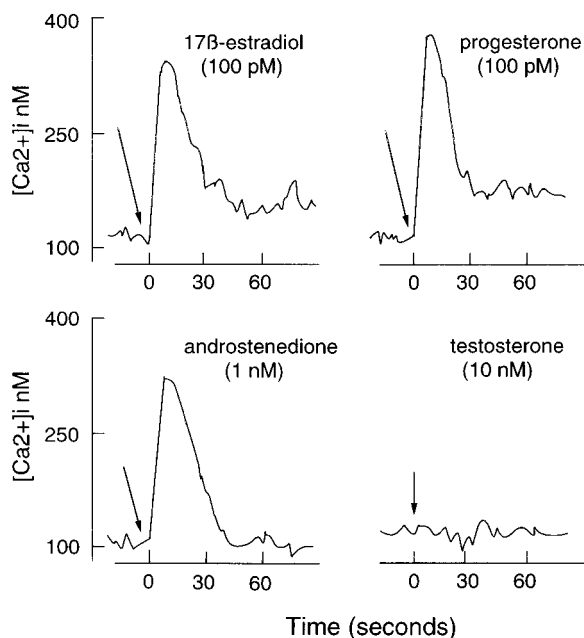 400
17ß-estradiol
(100 pM)
progesterone
(100 pM)
[Ca2+]i nM
250
100
0 30 60
0 30 60
400
androstenedione
(1 nM)
testosterone
(10 nM)
[Ca2+]i nM
250
100
0 30 60
0 30 60
Time (seconds)